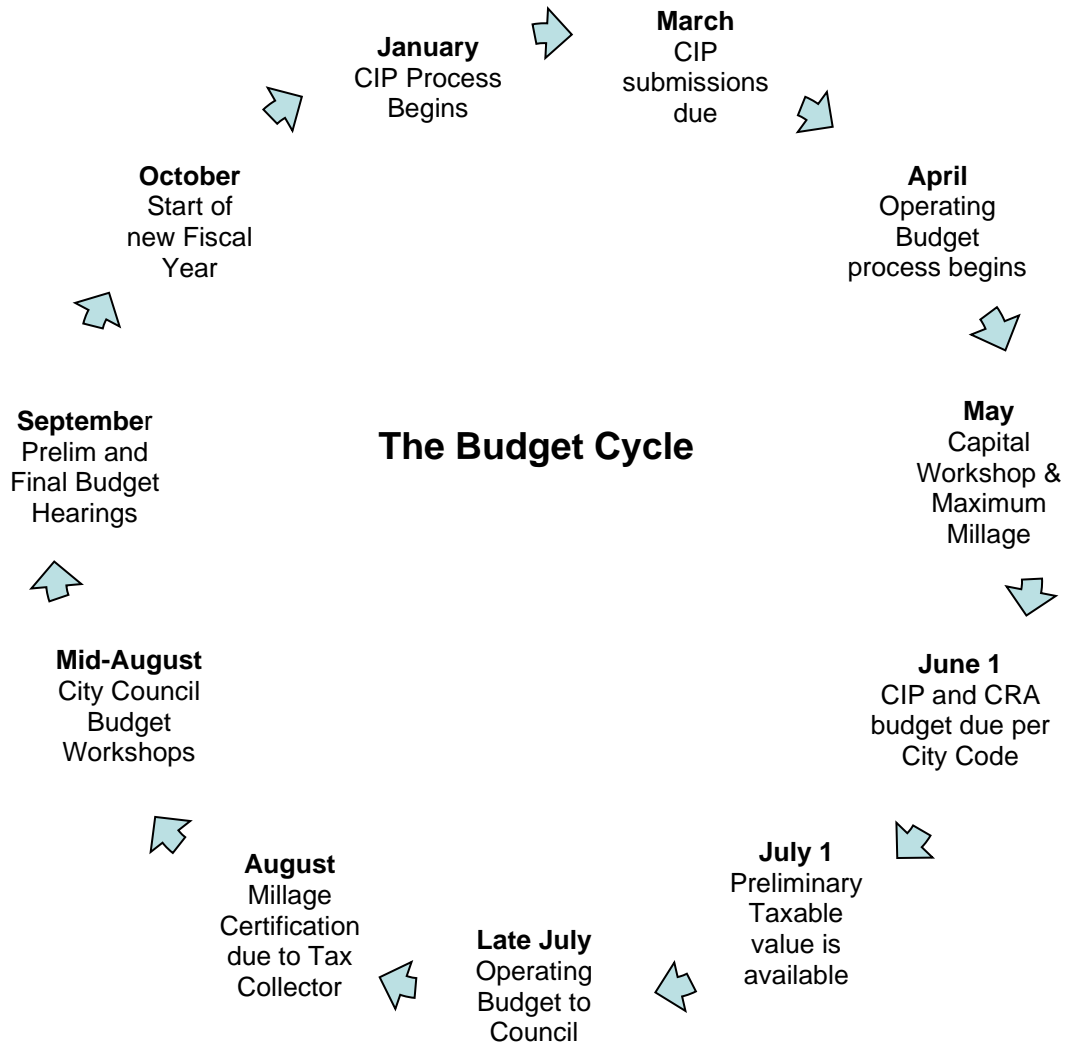 The Budget Cycle
January
CIP Process
Begins
March
CIP
submissions
due
April
Operating
Budget
process begins
May
Capital
Workshop &
Maximum
Millage
June 1
CIP and CRA
budget due per
City Code
July 1
Preliminary
Taxable
value is
available
Late July
Operating
Budget to
Council
August
Millage
Certification
due to Tax
Collector
Mid-August
City Council
Budget
Workshops
September
Prelim and
Final Budget
Hearings
October
Start of
new Fiscal
Year